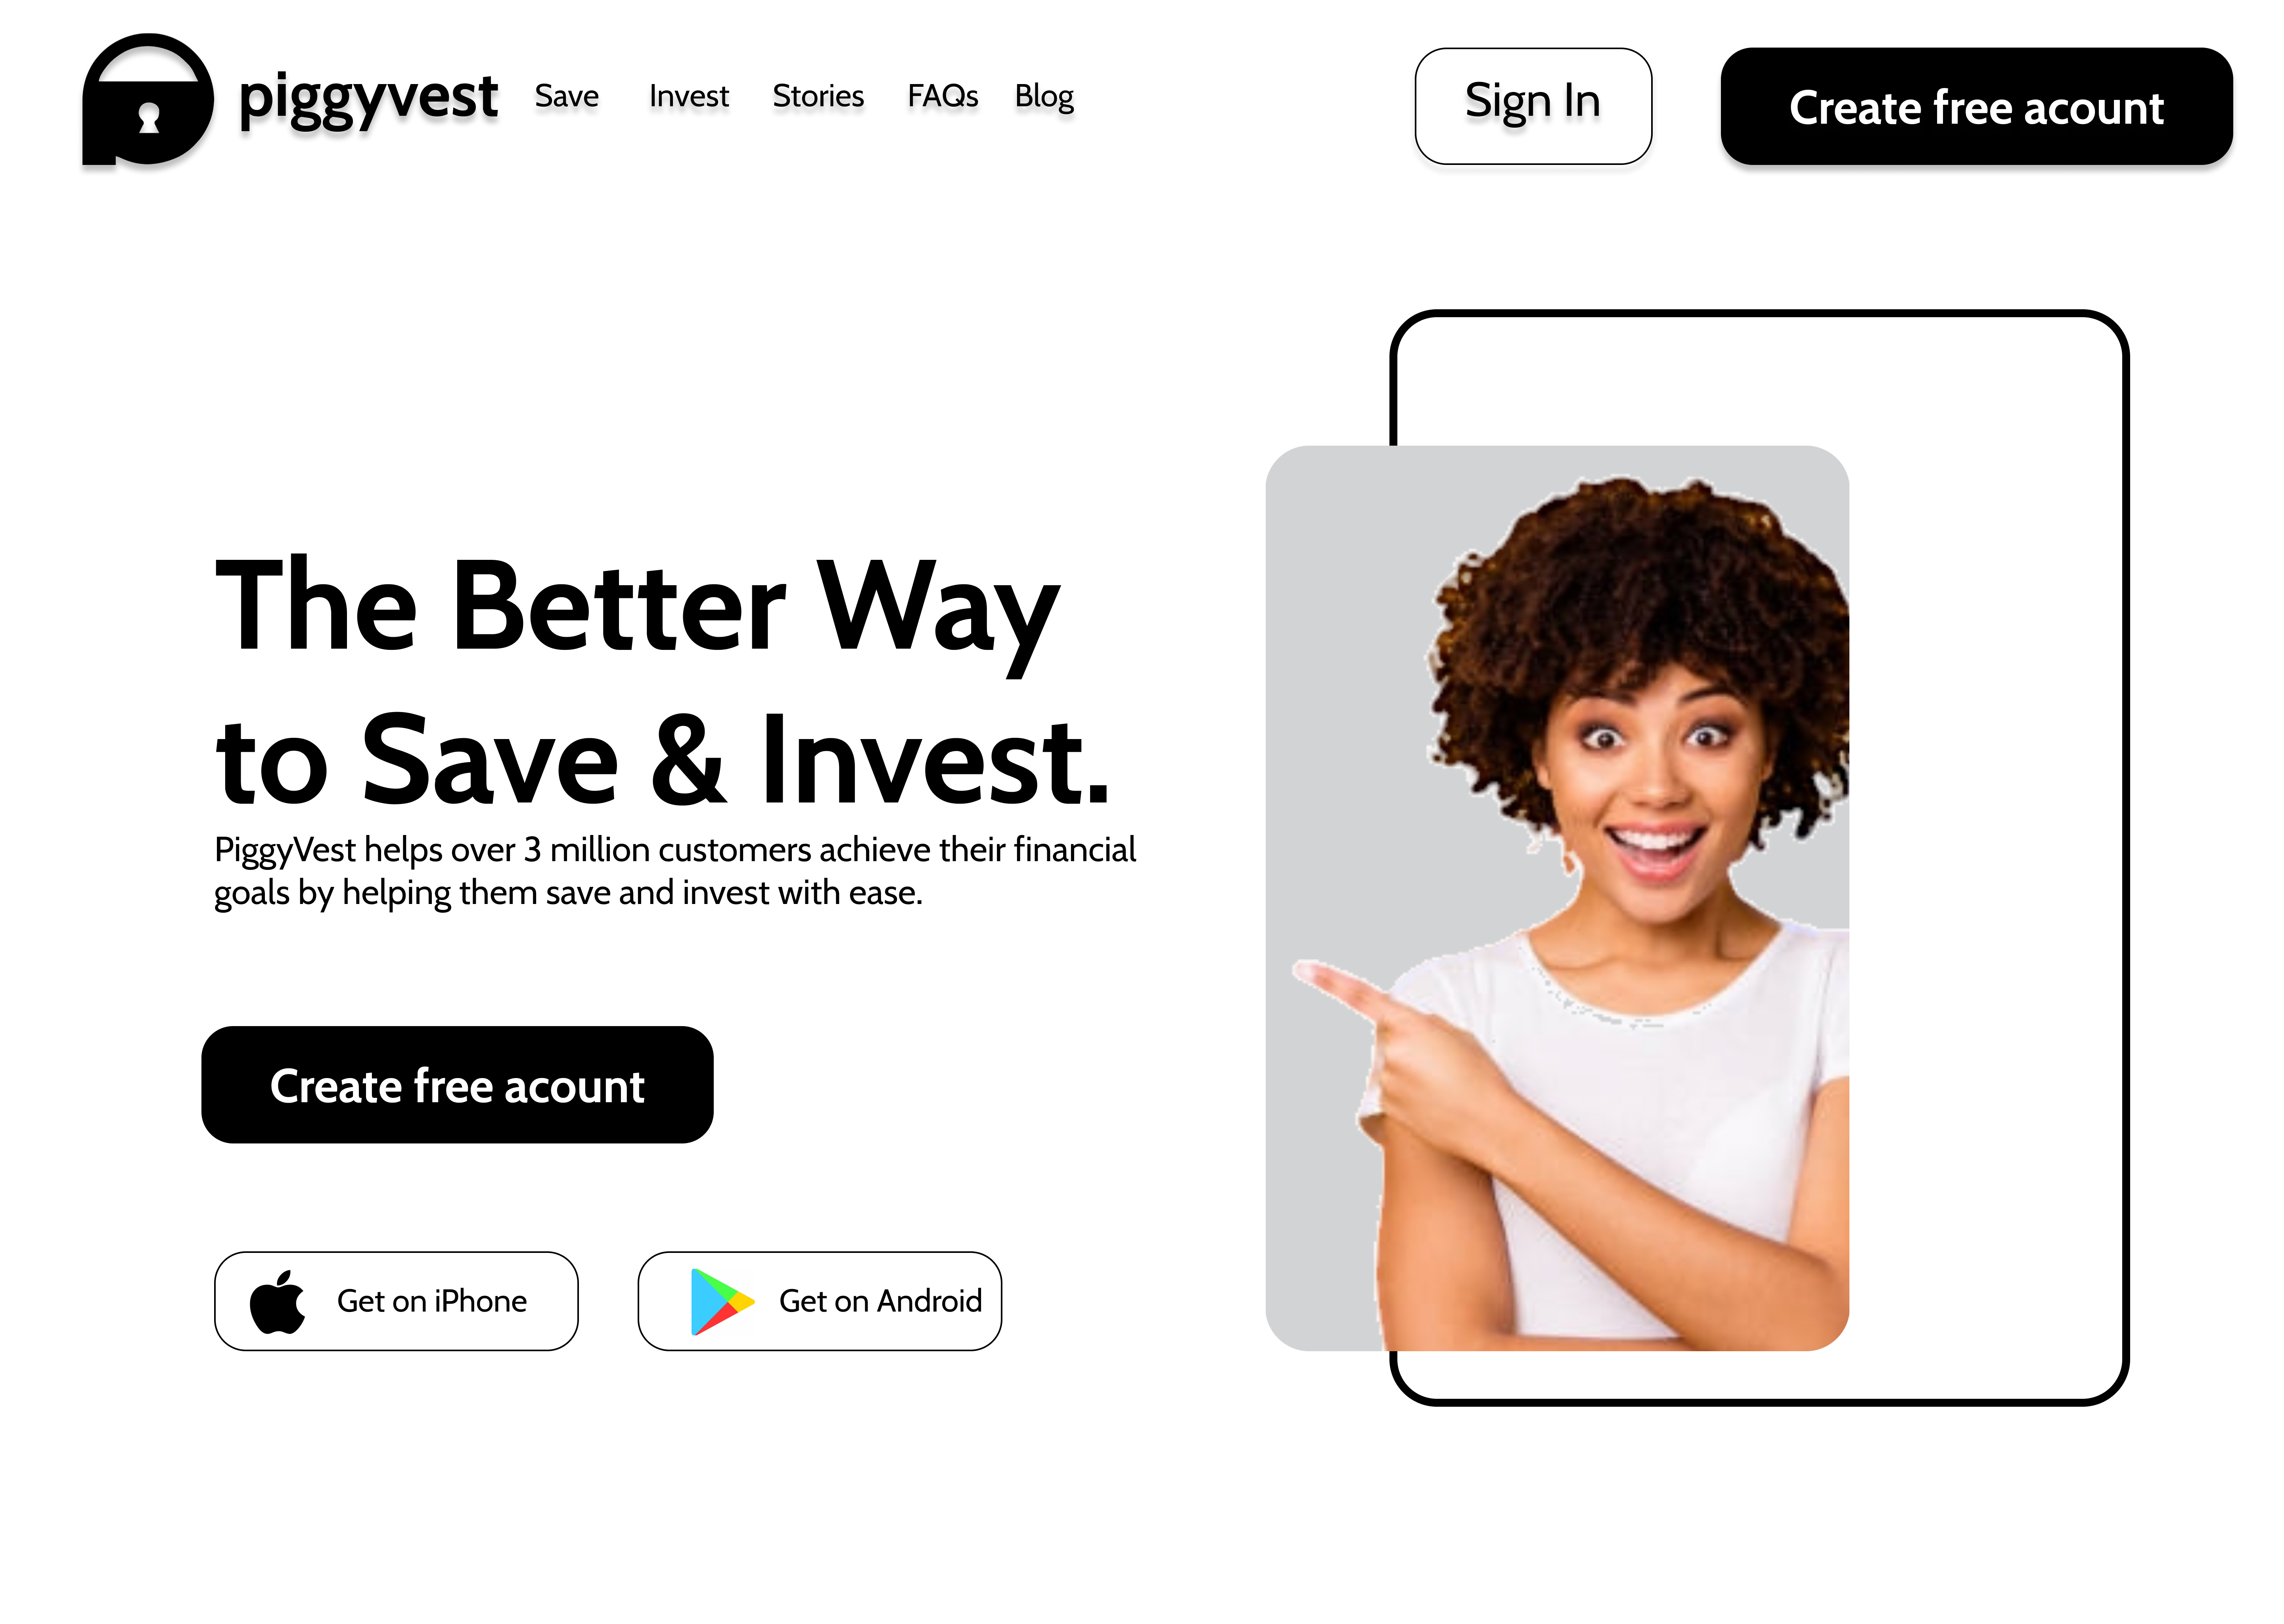 piggyvest
Save
Invest
Stories
FAQs
Blog
Sign In
Create free acount
The Better Way
to Save & Invest.
PiggyVest helps over 3 million customers achieve their financial
goals by helping them save and invest with ease.
Create free acount
Get on iPhone
Get on Android